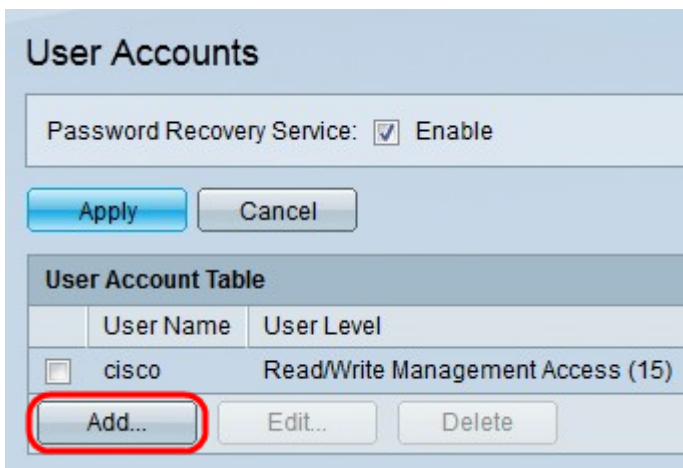 User Accounts
Password Recovery Service: Enable
Apply Cancel
User Account Table
User Name User Level
cisco Read/Write Management Access (15)
Add... Edit... Delete